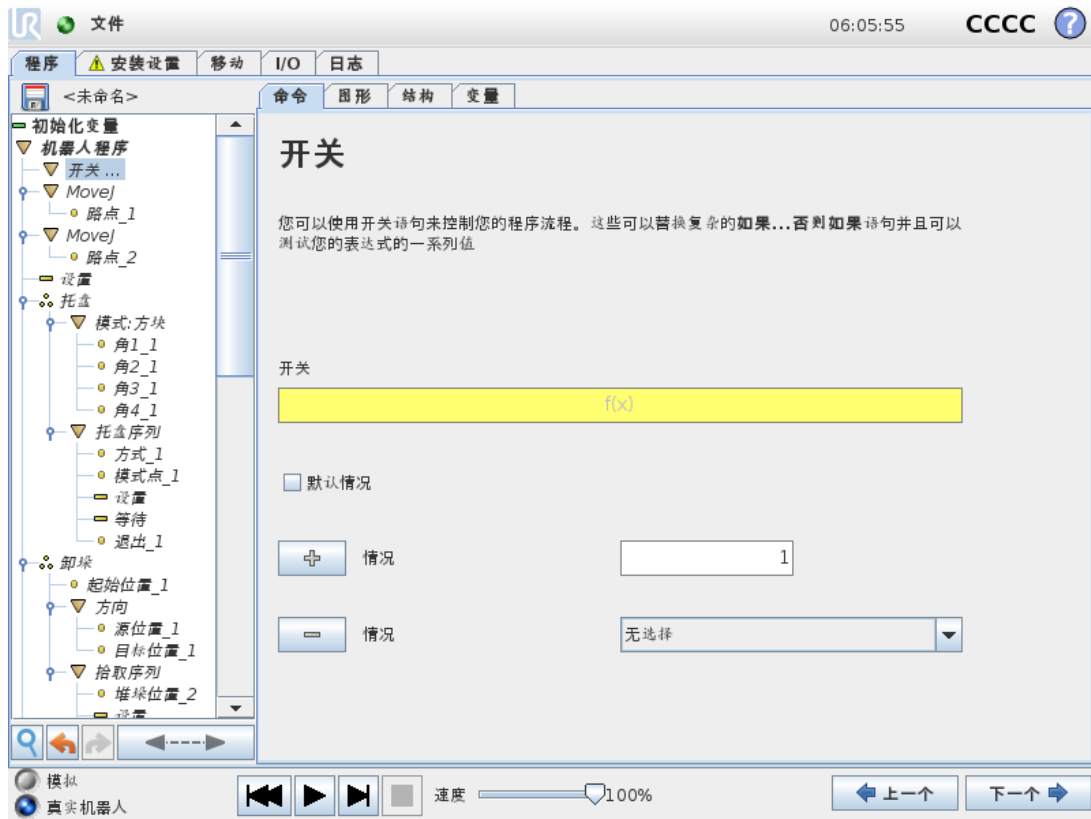 UR 文件 06:05:55 CCCC ?
程序 安装设置 移动 I/O 日志
<未命名> 命令 图形 结构 变量
初始化变量
机器人程序
开关 ...
MoveJ
路点_1
MoveJ
路点_2
设置
托盘
模式:方块
角1_1
角2_1
角3_1
角4_1
托盘序列
方式_1
模式点_1
设置
等待
退出_1
卸垛
起始位置_1
方向
源位置_1
目标位置_1
拾取序列
堆垛位置_2
设置
开关
您可以使用开关语句来控制您的程序流程。这些可以替换复杂的如果...否则如果语句并且可以
测试您的表达式的一系列值
开关
f(x)
默认情况
情况 1
情况 无选择
模拟
真实机器人
速度 100%
上一个 下一个